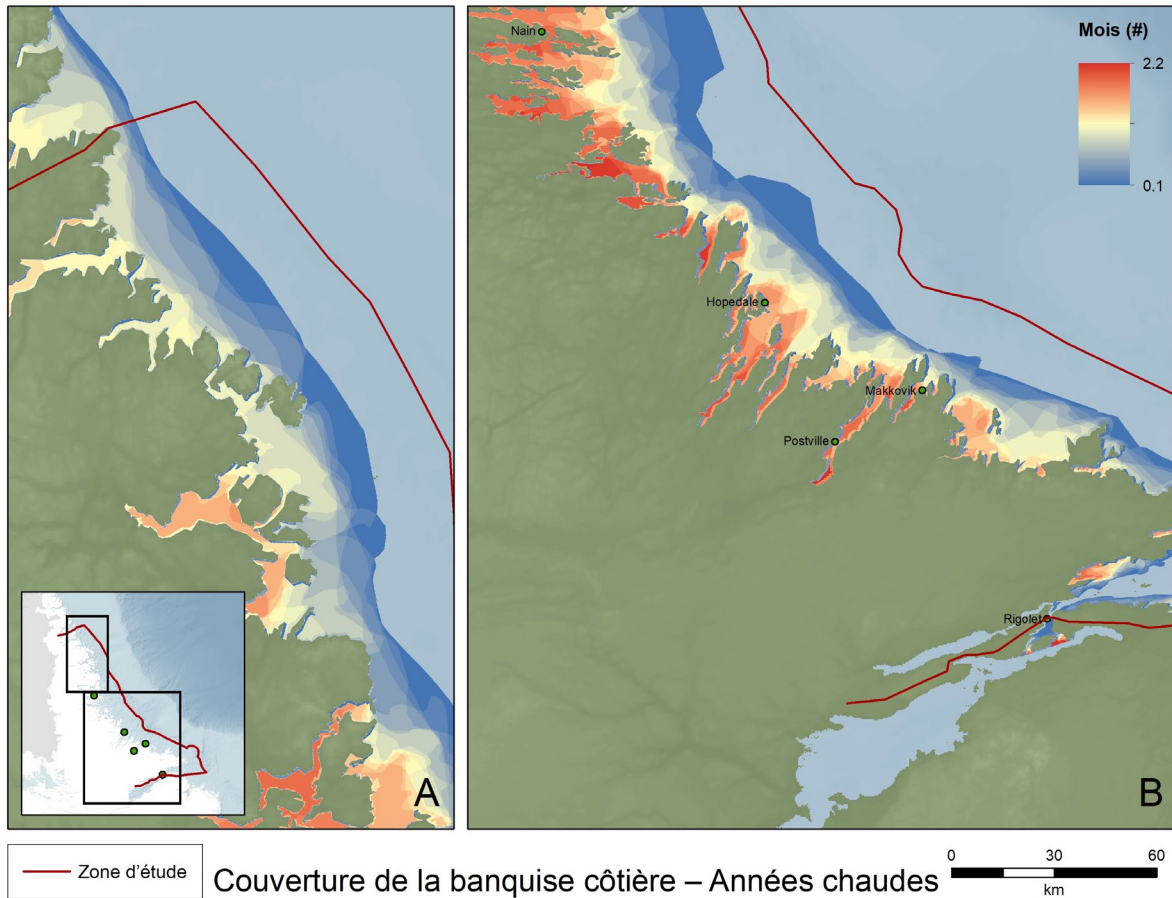 Nain
Mois (#)
2.2
0.1
Hopedale
Makkovik
Postville
Rigolet
A
B
Zone d'étude
Couverture de la banquise côtière – Années chaudes
0 30 60
km